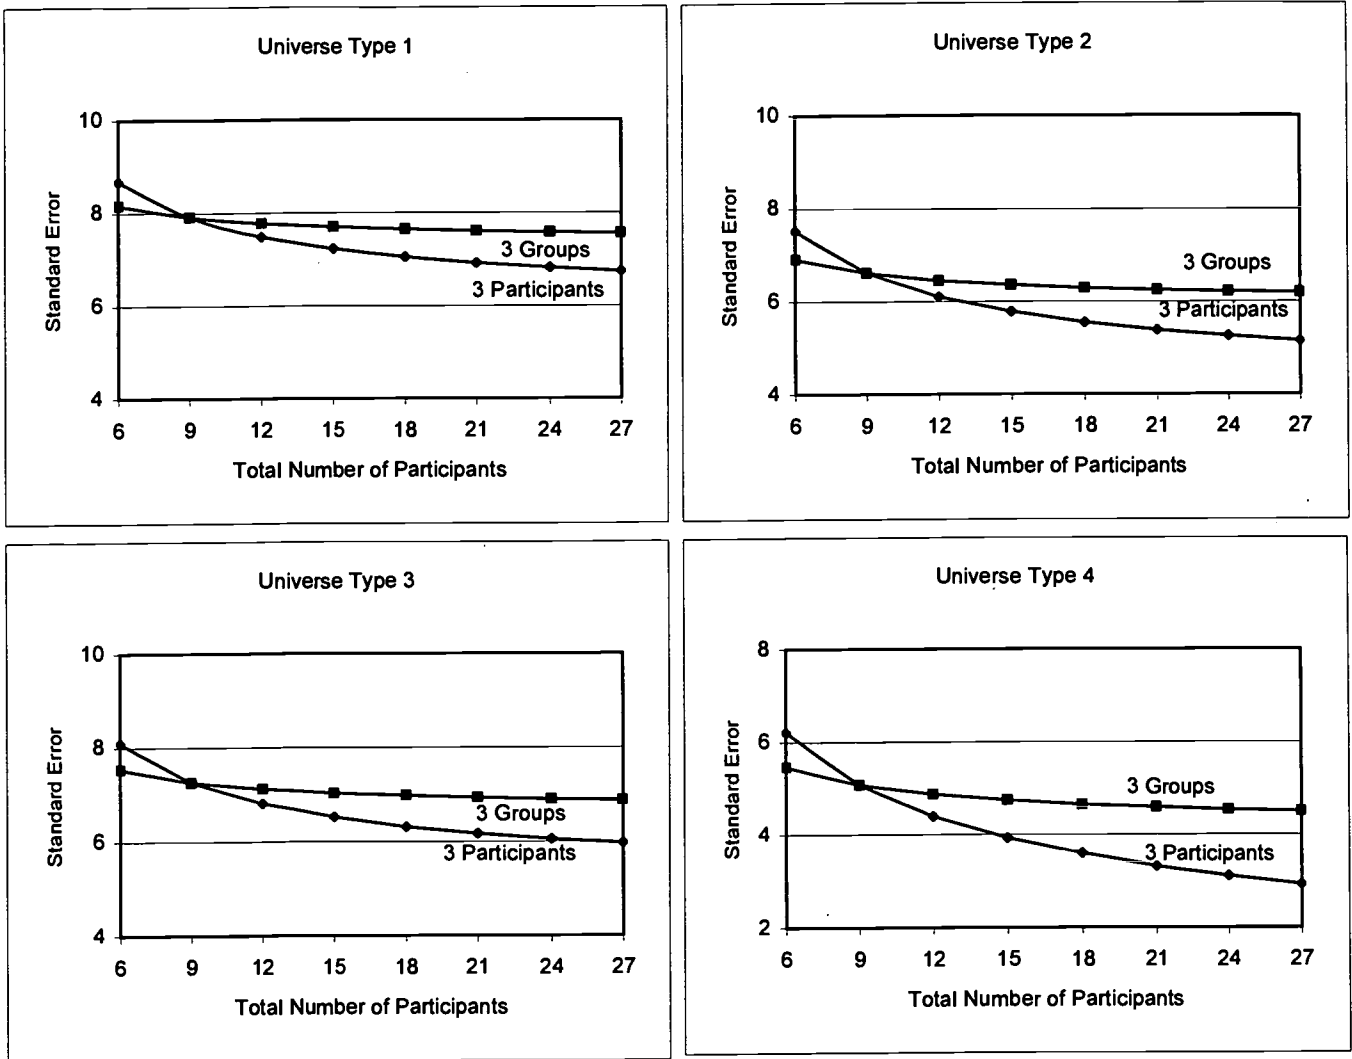 Universe Type 1
10
8
6
4
Standard Error
3 Groups
3 Participants
6 9 12 15 18 21 24 27
Total Number of Participants
Universe Type 2
10
8
6
4
Standard Error
3 Groups
3 Participants
6 9 12 15 18 21 24 27
Total Number of Participants
Universe Type 3
10
8
6
4
Standard Error
3 Groups
3 Participants
6 9 12 15 18 21 24 27
Total Number of Participants
Universe Type 4
8
6
4
2
Standard Error
3 Groups
3 Participants
6 9 12 15 18 21 24 27
Total Number of Participants